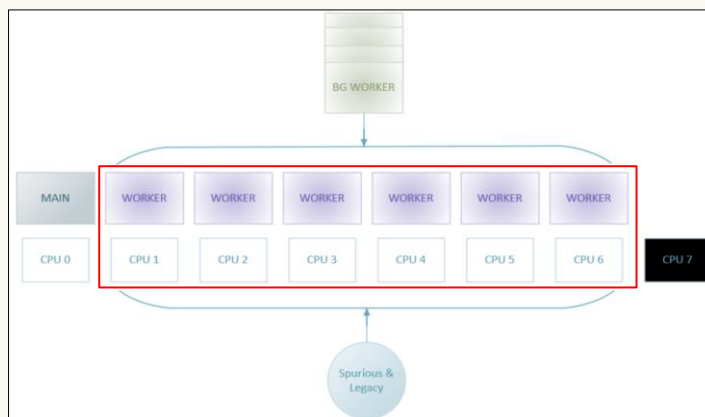 BG WORKER
MAIN
WORKER
WORKER
WORKER
WORKER
WORKER
WORKER
CPU 0
CPU 1
CPU 2
CPU 3
CPU 4
CPU 5
CPU 6
CPU 7
Spurious &
Legacy